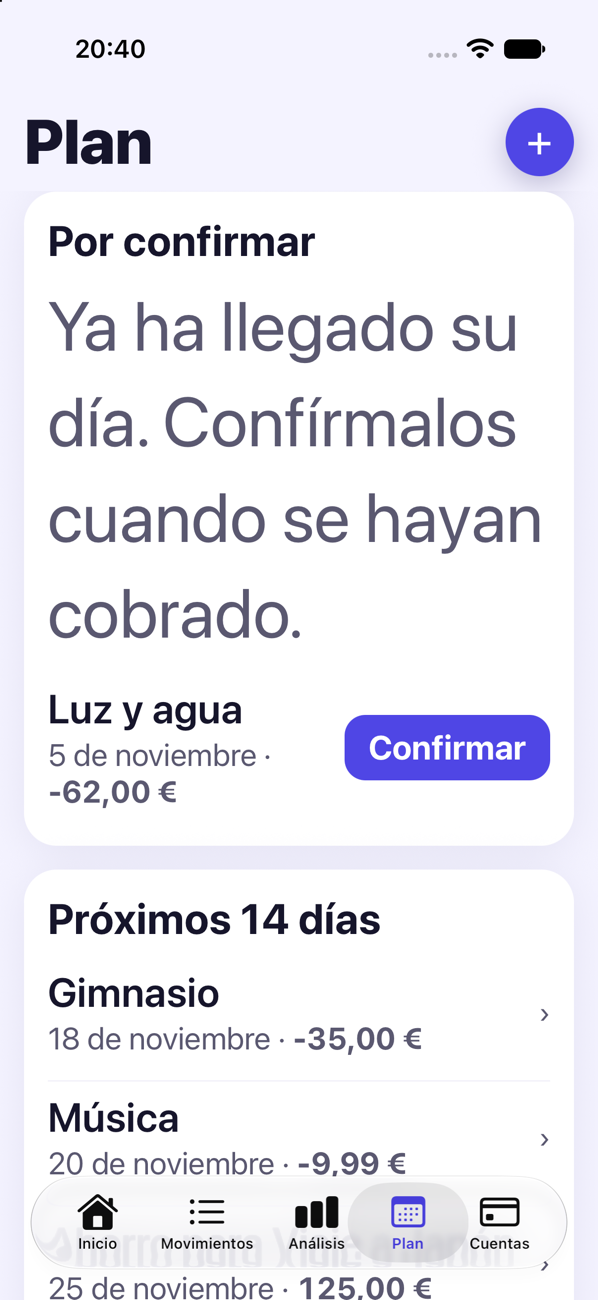 20:40
Plan
+
Por confirmar
Ya ha llegado su
día. Confírmalos
cuando se hayan
cobrado.
Luz y agua
5 de noviembre ·
-62,00 €
Confirmar
Próximos 14 días
Gimnasio
18 de noviembre · -35,00 €
Música
20 de noviembre · -9,99 €
Ahorro para
25 de noviembre · 125,00 €
Inicio
Movimientos
Análisis
Plan
Cuentas